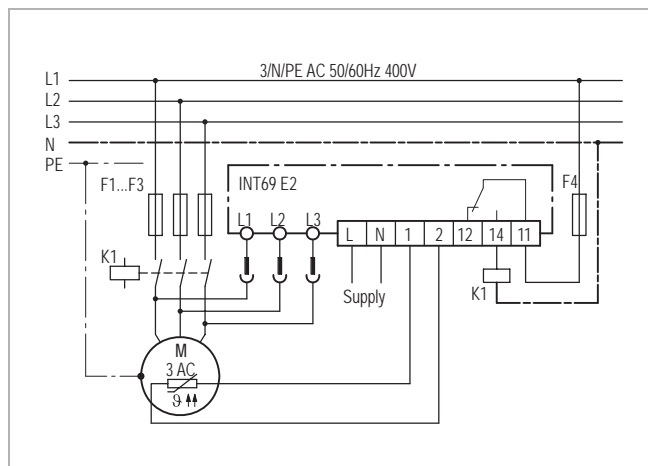 3/N/PE AC 50/60Hz 400V
L1
L2
L3
N
PE
INT69 E2
F1...F3
F4
L1 L2 L3
L N 1 2 12 14 11
K1
Supply
K1
M
3 AC
ϑ